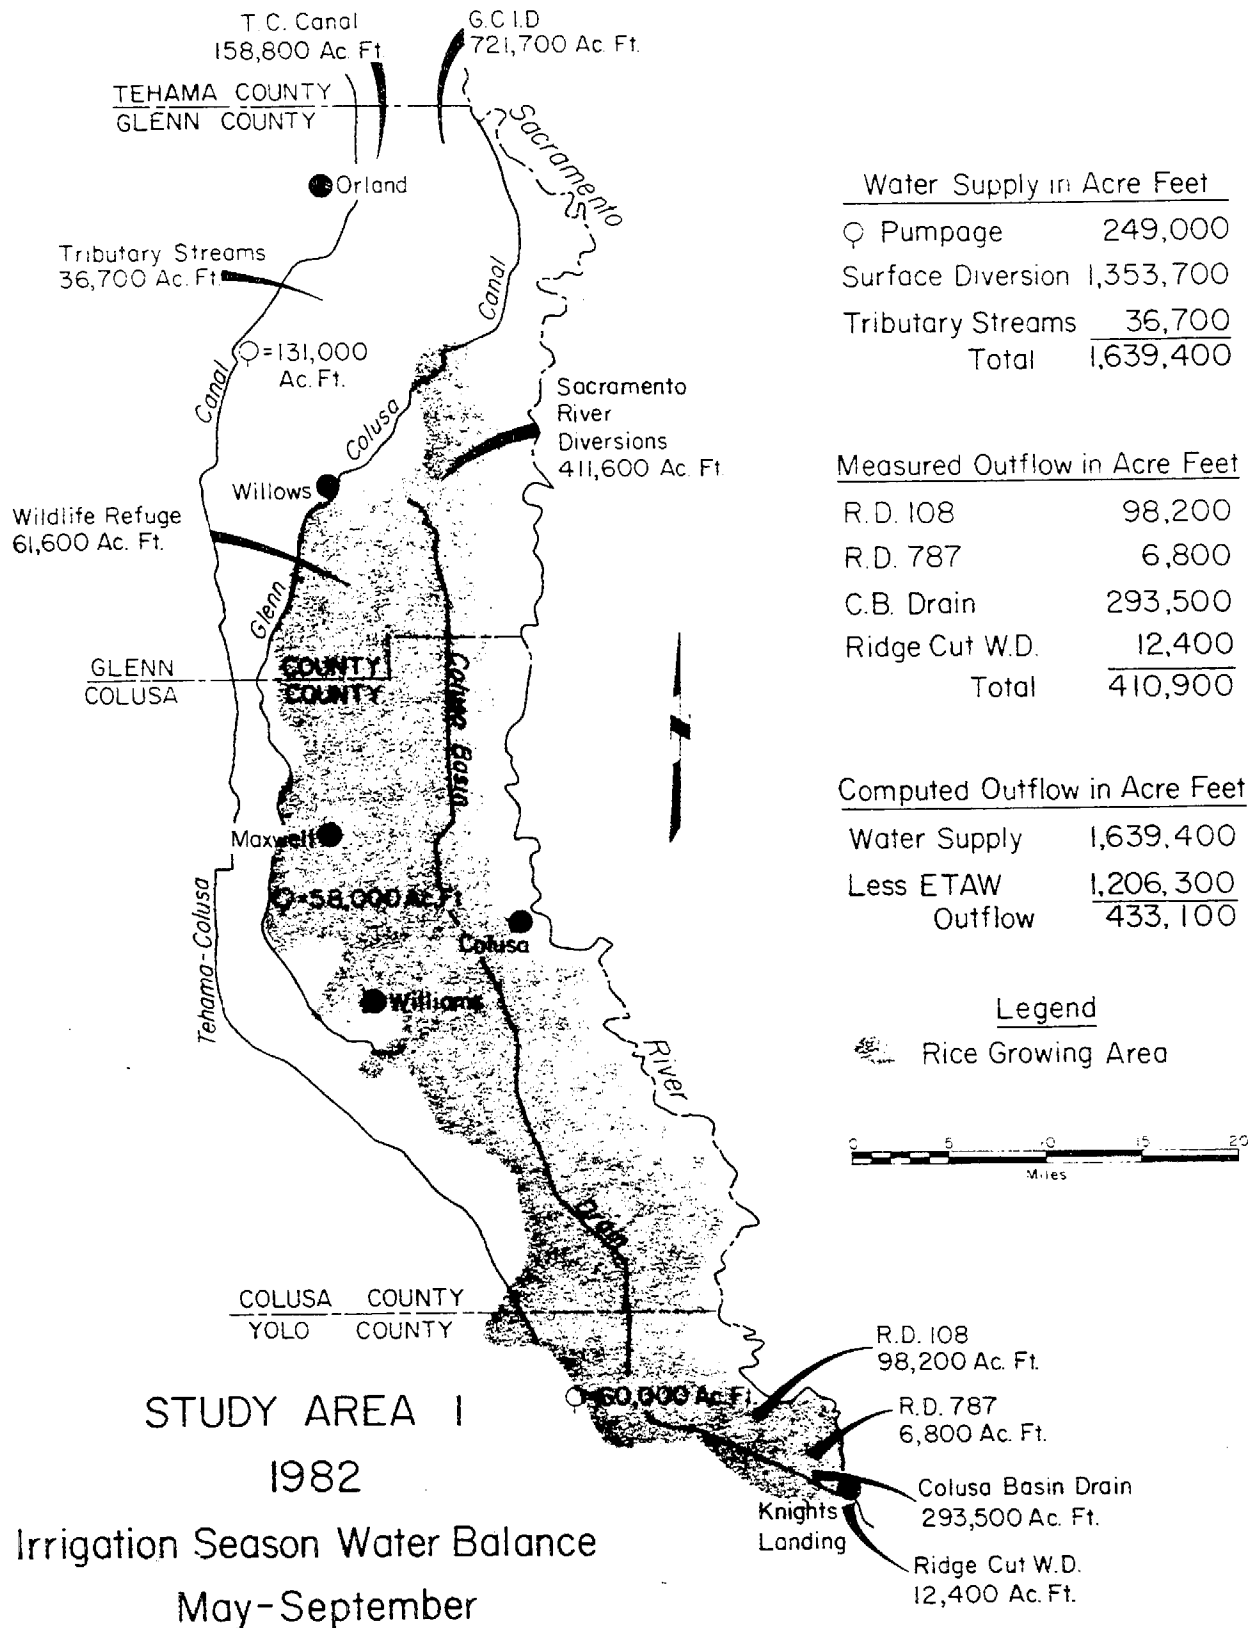 T.C. Canal
158,800 Ac. Ft.
G.C.I.D
721,700 Ac. Ft.
TEHAMA COUNTY
GLENN COUNTY
Sacramento
Orland
Tributary Streams
36,700 Ac. Ft.
Canal
♀=131,000
Ac. Ft.
Canal
Colusa
Sacramento
River
Diversions
411,600 Ac. Ft.
Willows
Wildlife Refuge
61,600 Ac. Ft.
Glenn
GLENN COUNTY
COLUSA COUNTY
Colusa Basin
Maxwell
♀=58,000 Ac. Ft.
Colusa
Tehama-Colusa
Williams
River
Drain
COLUSA COUNTY
YOLO COUNTY
♀=60,000 Ac. Ft.
R.D. 108
98,200 Ac. Ft.
R.D. 787
6,800 Ac. Ft.
Colusa Basin Drain
293,500 Ac. Ft.
Knights
Landing
Ridge Cut W.D.
12,400 Ac. Ft.
Water Supply in Acre Feet
♀ Pumpage 249,000
Surface Diversion 1,353,700
Tributary Streams 36,700
Total 1,639,400
Measured Outflow in Acre Feet
R.D. 108 98,200
R.D. 787 6,800
C.B. Drain 293,500
Ridge Cut W.D. 12,400
Total 410,900
Computed Outflow in Acre Feet
Water Supply 1,639,400
Less ETAW 1,206,300
Outflow 433,100
Legend
Rice Growing Area
0 5 10 15 20
Miles
STUDY AREA I
1982
Irrigation Season Water Balance
May-September